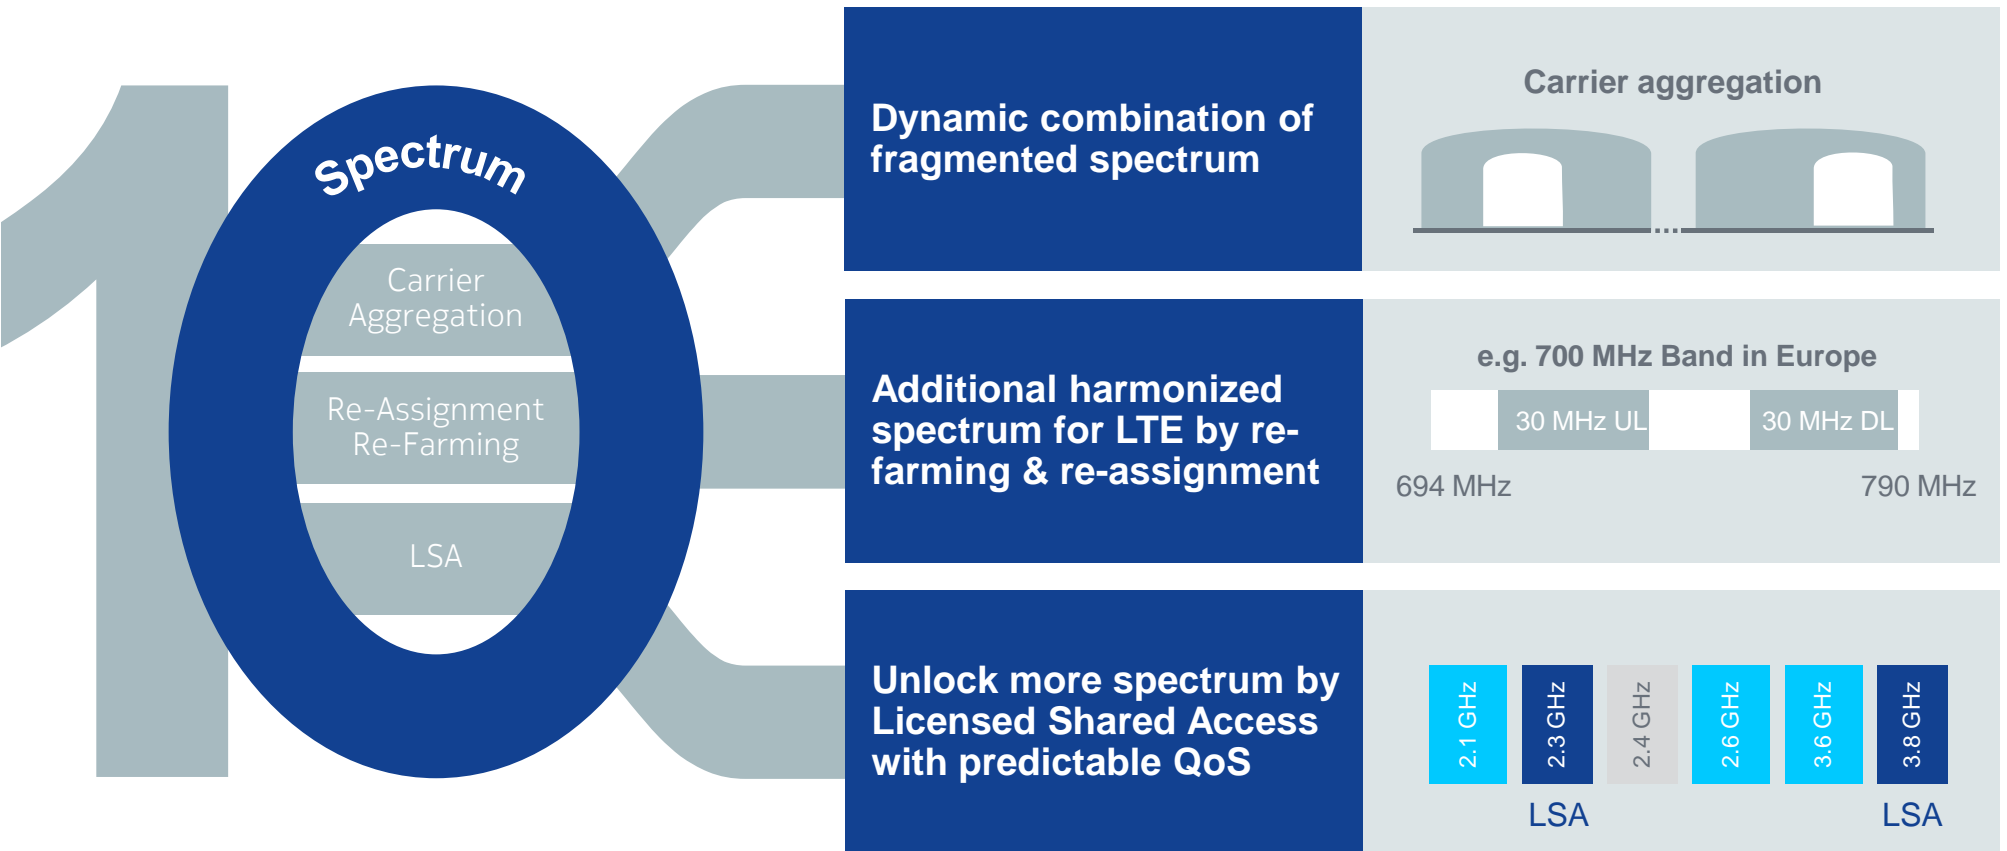 10
Spectrum
Carrier
Aggregation
Re-Assignment
Re-Farming
LSA
Dynamic combination of
fragmented spectrum
Carrier aggregation
Additional harmonized
spectrum for LTE by re-
farming & re-assignment
e.g. 700 MHz Band in Europe
30 MHz UL
30 MHz DL
694 MHz
790 MHz
Unlock more spectrum by
Licensed Shared Access
with predictable QoS
2.1 GHz
2.3 GHz
2.4 GHz
2.6 GHz
3.6 GHz
3.8 GHz
LSA
LSA